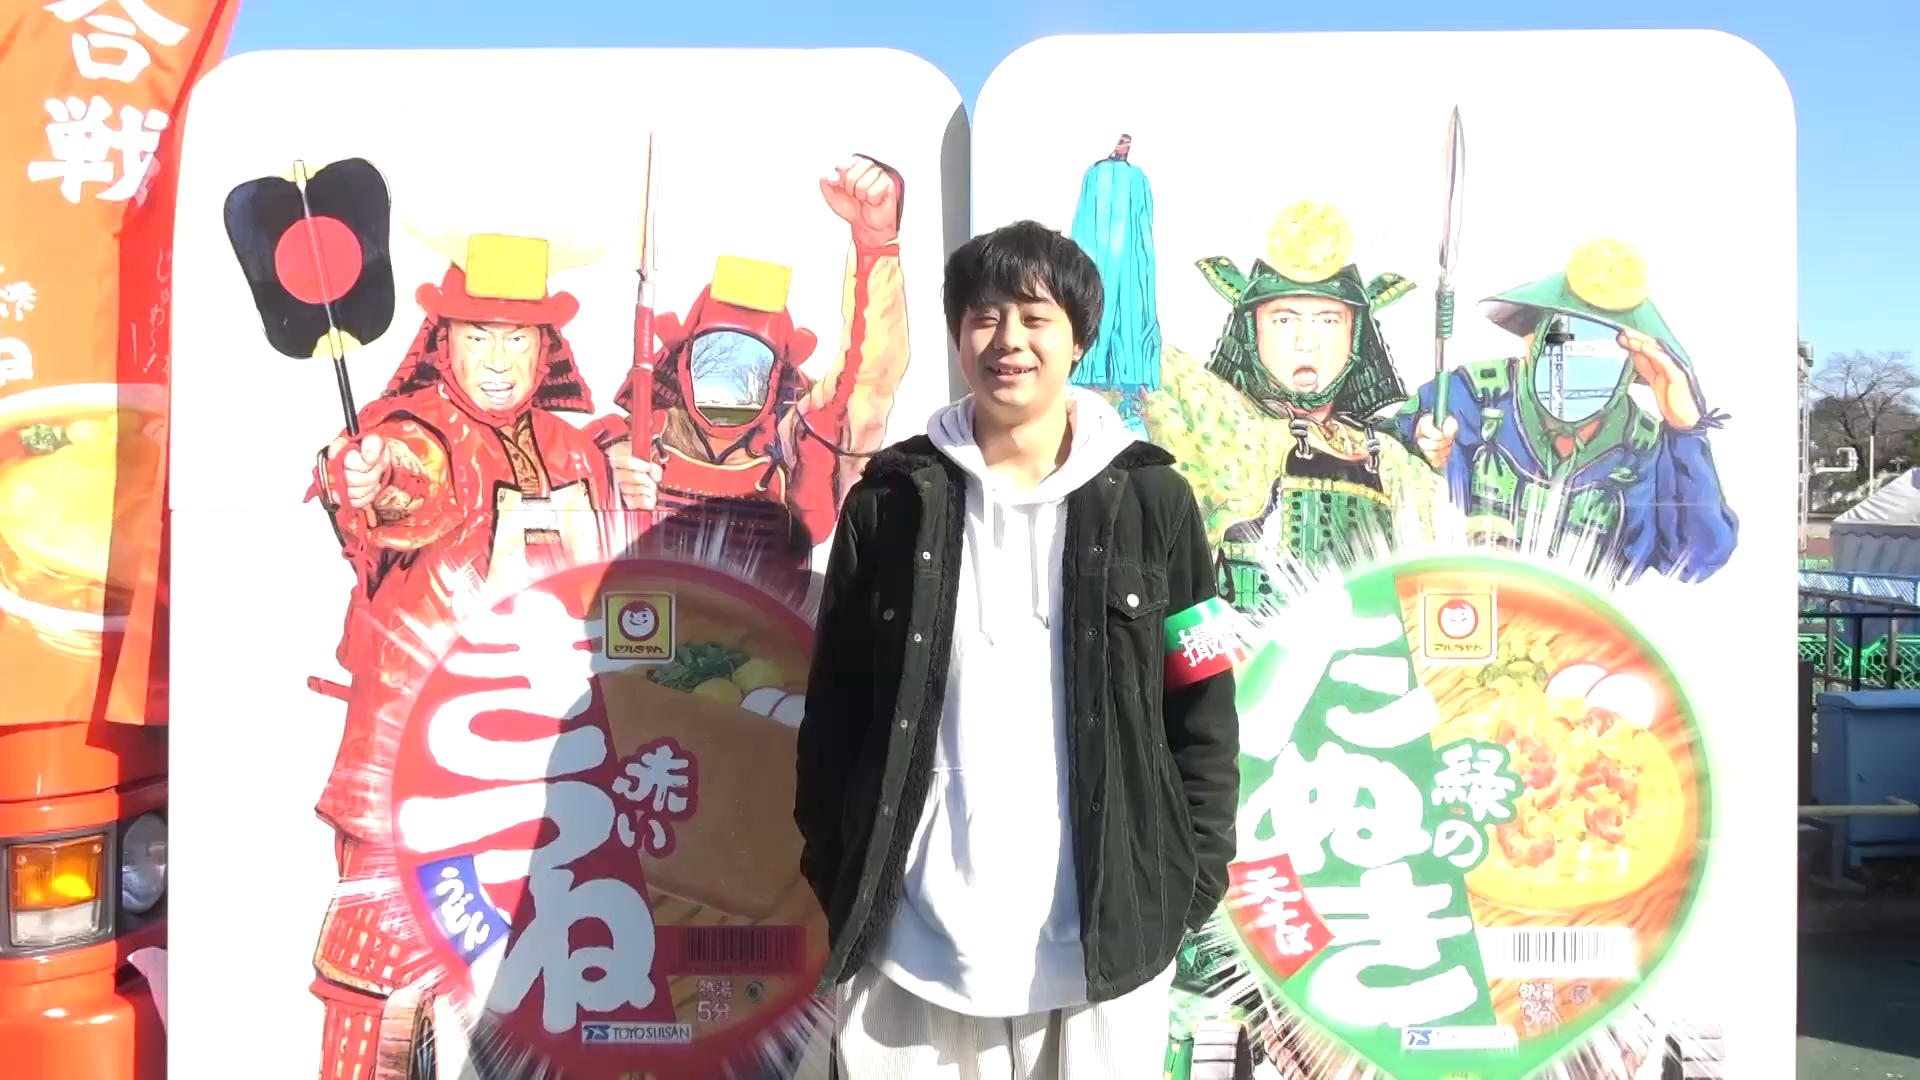 合戦
赤い
きつね
うどん
マルちゃん
熱湯
5分
TOYO SUISAN
撮
緑の
たぬき
天そば
マルちゃん
熱湯
3分
TOYO SUISAN